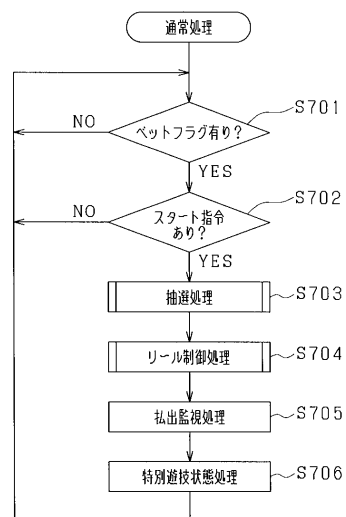 通常処理
ベットフラグ有り？
S701
NO
YES
スタート指令
あり？
S702
NO
YES
抽選処理
S703
リール制御処理
S704
払出監視処理
S705
特別遊技状態処理
S706